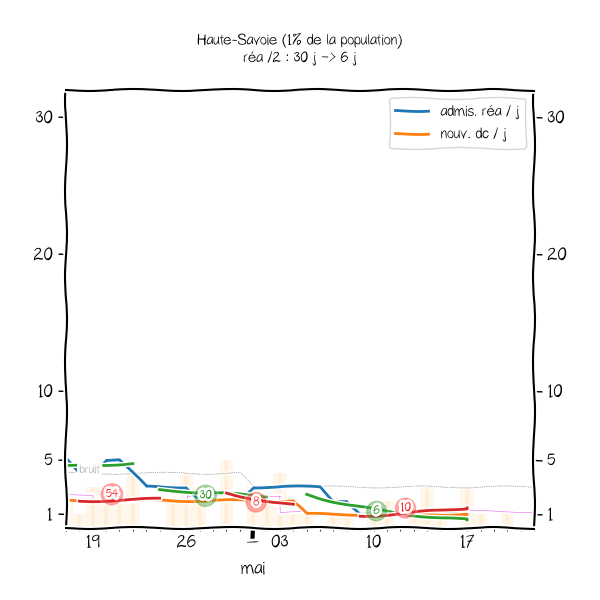 Haute-Savoie (1% de la population)
réa /2 : 30 j -> 6 j
admis. réa / j
nouv. dc / j
30 30
20 20
10 10
5 5
bruit
54 30 8 6 10
1 1
19 26 1 03 10 17
mai